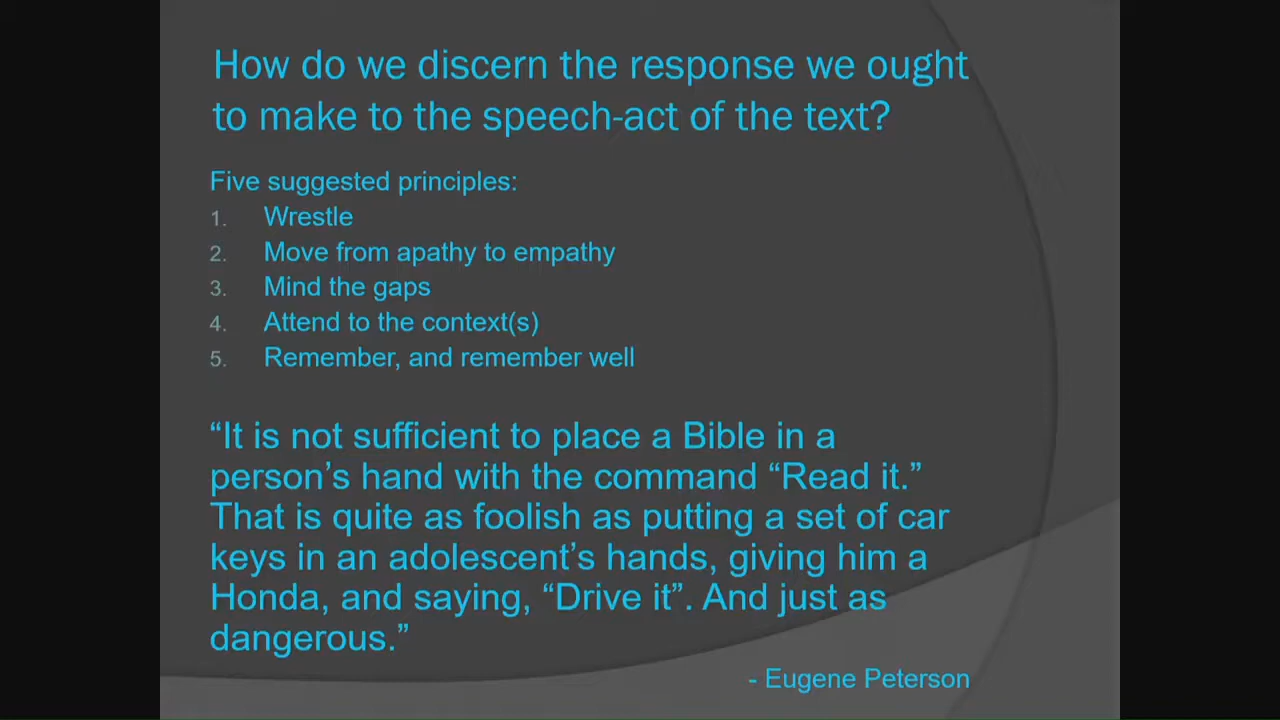 How do we discern the response we ought
to make to the speech-act of the text?
Five suggested principles:
1. Wrestle
2. Move from apathy to empathy
3. Mind the gaps
4. Attend to the context(s)
5. Remember, and remember well
“It is not sufficient to place a Bible in a
person’s hand with the command “Read it.”
That is quite as foolish as putting a set of car
keys in an adolescent’s hands, giving him a
Honda, and saying, “Drive it”. And just as
dangerous.”
- Eugene Peterson